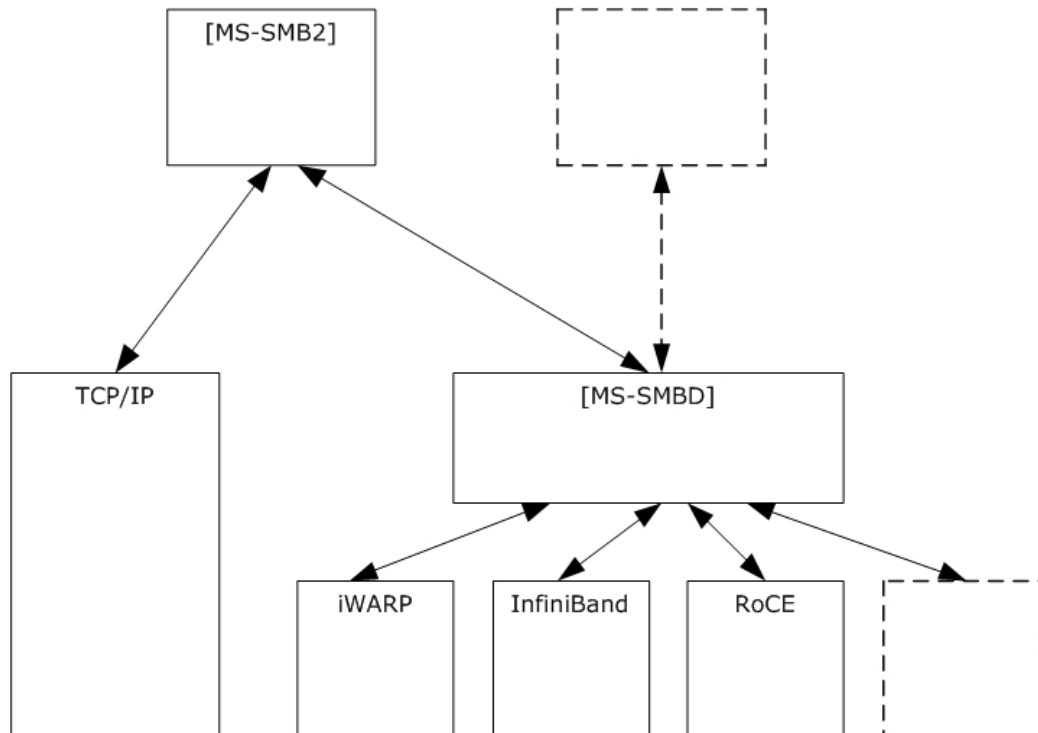 [MS-SMB2]
TCP/IP
[MS-SMBD]
iWARP
InfiniBand
RoCE